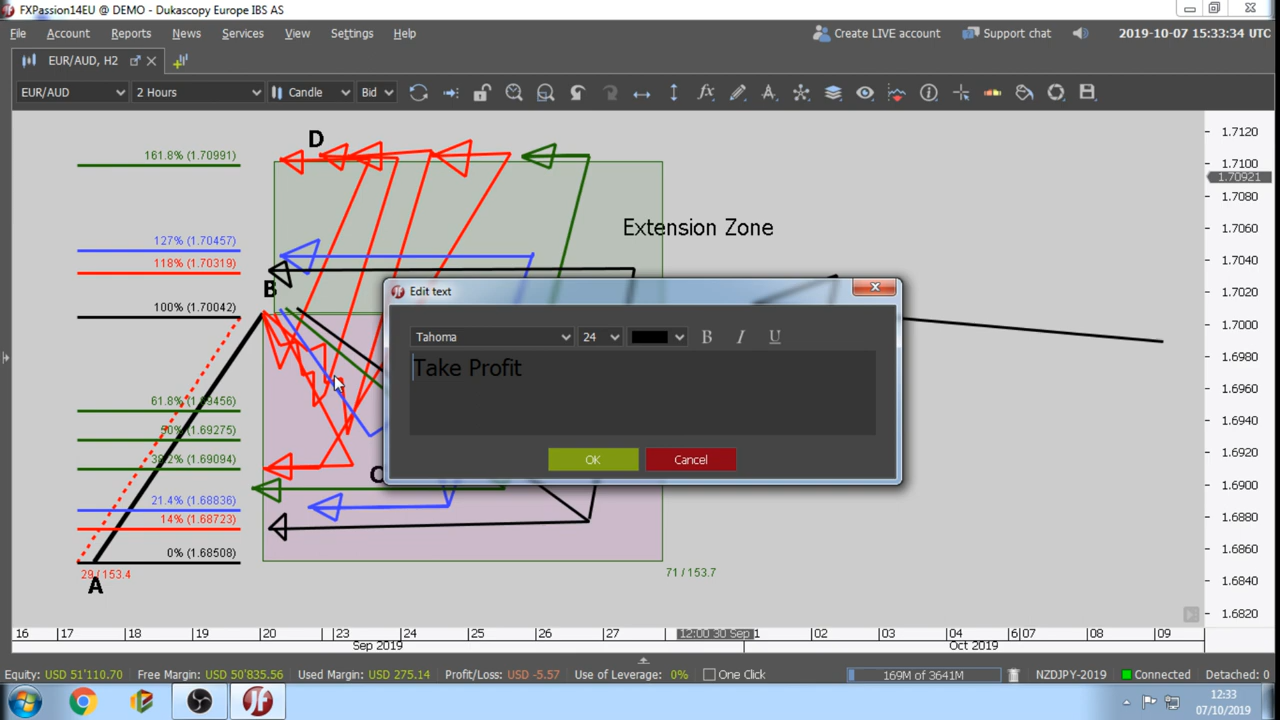 FXPassion14EU @ DEMO - Dukascopy Europe IBS AS
File Account Reports News Services View Settings Help
Create LIVE account Support chat 2019-10-07 15:33:34 UTC
EUR/AUD, H2
EUR/AUD 2 Hours Candle Bid
1.7120
D
161.8% (1.70991)
1.7100
1.70921
1.7080
Extension Zone
127% (1.70457)
1.7060
118% (1.70319)
1.7040
B
Edit text
1.7020
100% (1.70042)
1.7000
Tahoma 24 B I U
1.6980
Take Profit
1.6960
61.8% (1.69456)
1.6940
50% (1.69275)
1.6920
38.2% (1.69094)
OK Cancel
1.6900
21.4% (1.68836)
1.6880
14% (1.68723)
0% (1.68508)
1.6860
29 / 153.4
71 / 153.7
A
1.6840
1.6820
16 17 18 19 20 23 24 25 26 27 12:00 30 Sep 1 02 03 04 6|07 08 09
Sep 2019 Oct 2019
Equity: USD 51'110.70 Free Margin: USD 50'835.56 Used Margin: USD 275.14 Profit/Loss: USD -5.57 Use of Leverage: 0% One Click 169M of 3641M NZDJPY-2019 Connected Detached: 0
12:33
07/10/2019